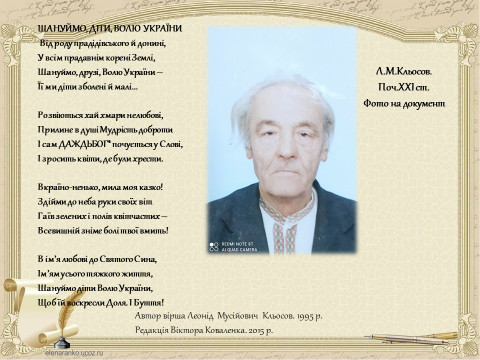 ШАНУЙМО, ДІТИ, ВОЛЮ УКРАЇНИ
Від роду прадідівського й донині,
У всім прадавнім корені Землі,
Шануймо, друзі, Волю України –
Її ми діти зболені й малі...
Розвіються хай хмари нелюбові,
Прилине в душі Мудрість доброти
І сам ДАЖДЬБОГ* почується у Слові,
І зросить квіти, де були хрести.
Вкраїно-ненько, мила моя казко!
Здійми до неба руки своїх віт
Гаїв зелених і полів квітчастих –
Всевишній зніме болі твої вмить!
В ім'я любові до Святого Сина,
Ім'ям усього тяжкого життя,
Шануймо діти Волю України,
Щоб їй воскресли Доля. І Буття!
Л.М.Кльосов.
Поч.ХХІ ст.
Фото на документ
REDMI NOTE 8T
AI QUAD CAMERA
Автор вірша Леонід Мусійович Кльосов. 1995 р.
Редакція Віктора Коваленка. 2015 р.
elenaranko.ucoz.ru